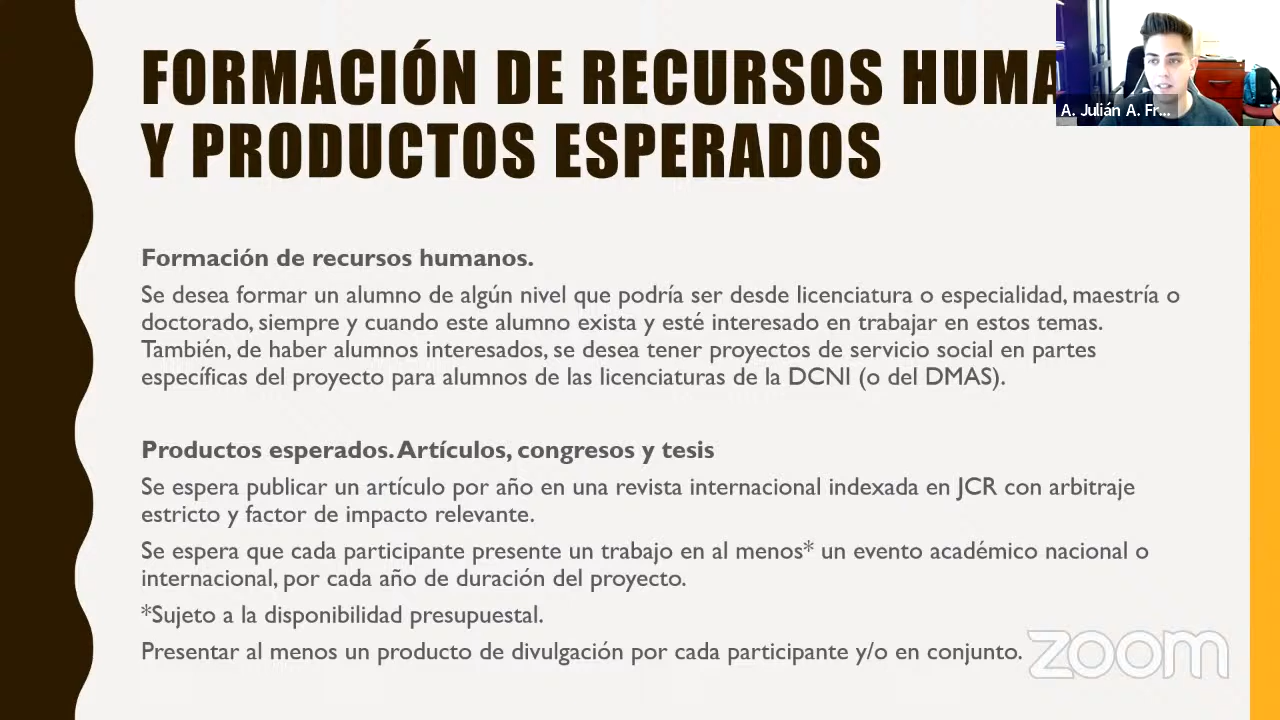 FORMACIÓN DE RECURSOS HUMA
Y PRODUCTOS ESPERADOS
A. Julián A. Fr...
Formación de recursos humanos.
Se desea formar un alumno de algún nivel que podría ser desde licenciatura o especialidad, maestría o
doctorado, siempre y cuando este alumno exista y esté interesado en trabajar en estos temas.
También, de haber alumnos interesados, se desea tener proyectos de servicio social en partes
específicas del proyecto para alumnos de las licenciaturas de la DCNI (o del DMAS).
Productos esperados. Artículos, congresos y tesis
Se espera publicar un artículo por año en una revista internacional indexada en JCR con arbitraje
estricto y factor de impacto relevante.
Se espera que cada participante presente un trabajo en al menos* un evento académico nacional o
internacional, por cada año de duración del proyecto.
*Sujeto a la disponibilidad presupuestal.
Presentar al menos un producto de divulgación por cada participante y/o en conjunto.
zoom